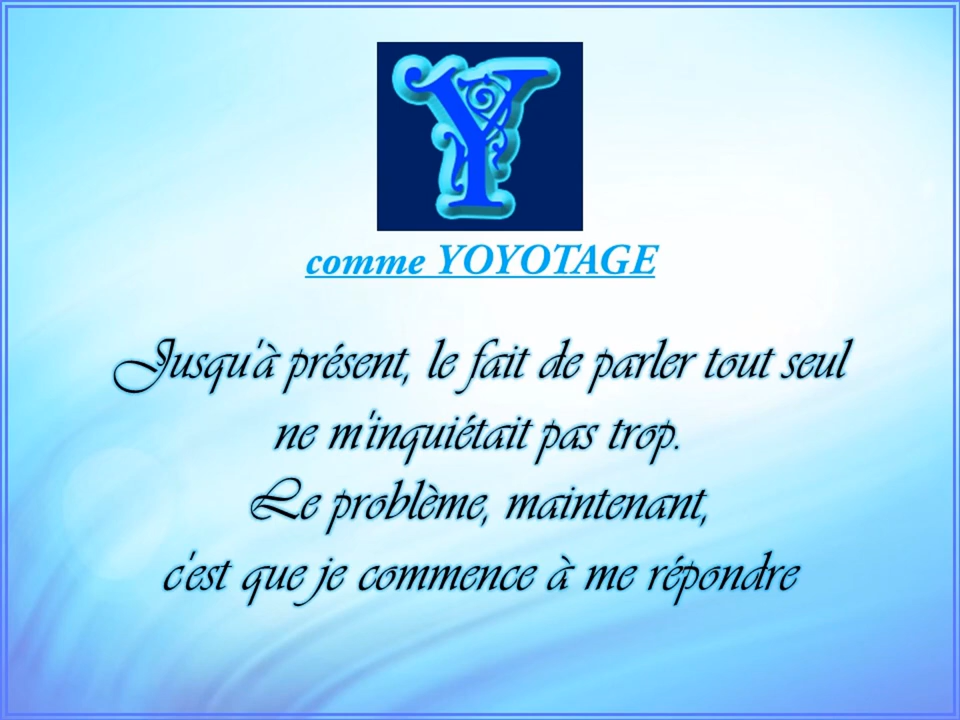 Y
comme YOYOTAGE
Jusqu'à présent, le fait de parler tout seul
ne m'inquiétait pas trop.
Le problème, maintenant,
c'est que je commence à me répondre